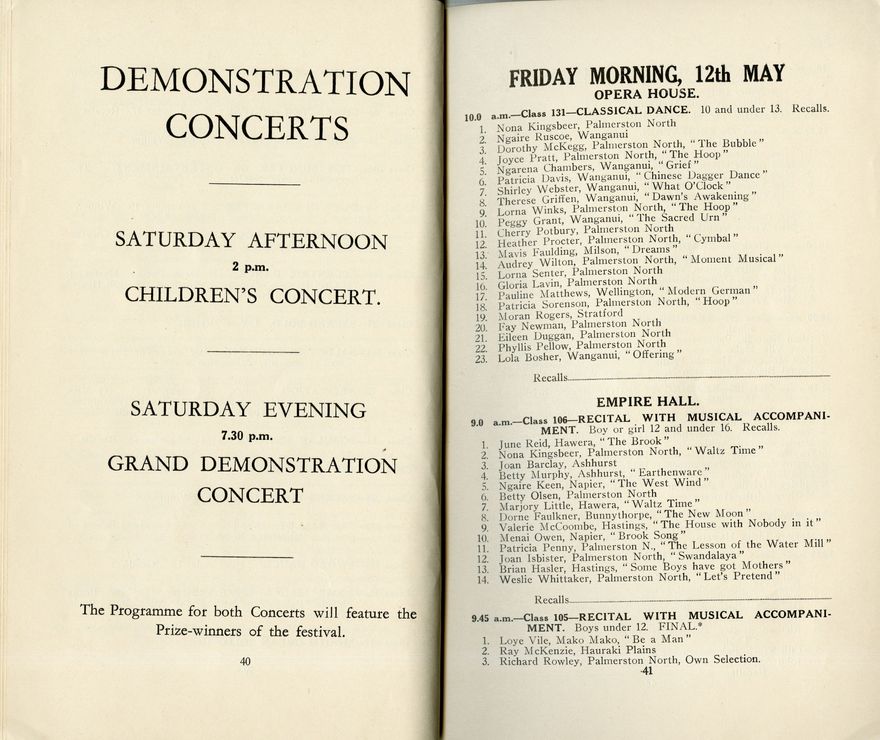 DEMONSTRATION
CONCERTS
SATURDAY AFTERNOON
2 p.m.
CHILDREN'S CONCERT.
SATURDAY EVENING
7.30 p.m.
GRAND DEMONSTRATION
CONCERT
The Programme for both Concerts will feature the
Prize-winners of the festival.
40
FRIDAY MORNING, 12th MAY
OPERA HOUSE.
10.0 a.m.—Class 131—CLASSICAL DANCE. 10 and under 13. Recalls.
1. Nona Kingsbeer, Palmerston North
2. Ngaire Ruscoe, Wanganui
3. Dorothy McKegg, Palmerston North, "The Bubble"
4. Joyce Pratt, Palmerston North, "The Hoop"
5. Ngarena Chambers, Wanganui, "Grief"
6. Patricia Davis, Wanganui, "Chinese Dagger Dance"
7. Shirley Webster, Wanganui, "What O'Clock"
8. Therese Griffen, Wanganui, "Dawn's Awakening"
9. Lorna Winks, Palmerston North, "The Hoop"
10. Peggy Grant, Wanganui, "The Sacred Urn"
11. Cherry Potbury, Palmerston North
12. Heather Procter, Palmerston North, "Cymbal"
13. Mavis Faulding, Milson, "Dreams"
14. Audrey Wilton, Palmerston North, "Moment Musical"
15. Lorna Senter, Palmerston North
16. Gloria Lavin, Palmerston North
17. Pauline Matthews, Wellington, "Modern German"
18. Patricia Sorenson, Palmerston North, "Hoop"
19. Moran Rogers, Stratford
20. Fay Newman, Palmerston North
21. Eileen Duggan, Palmerston North
22. Phyllis Pellow, Palmerston North
23. Lola Bosher, Wanganui, "Offering"
Recalls
EMPIRE HALL.
9.0 a.m.—Class 106—RECITAL WITH MUSICAL ACCOMPANI-
MENT. Boy or girl 12 and under 16. Recalls.
1. June Reid, Hawera, "The Brook"
2. Nona Kingsbeer, Palmerston North, "Waltz Time"
3. Joan Barclay, Ashhurst
4. Betty Murphy, Ashhurst, "Earthenware"
5. Ngaire Keen, Napier, "The West Wind"
6. Betty Olsen, Palmerston North
7. Marjory Little, Hawera, "Waltz Time"
8. Dorne Faulkner, Bunnythorpe, "The New Moon"
9. Valerie McCoombe, Hastings, "The House with Nobody in it"
10. Menai Owen, Napier, "Brook Song"
11. Patricia Penny, Palmerston N., "The Lesson of the Water Mill"
12. Joan Isbister, Palmerston North, "Swandalaya"
13. Brian Hasler, Hastings, "Some Boys have got Mothers"
14. Weslie Whittaker, Palmerston North, "Let's Pretend"
Recalls
9.45 a.m.—Class 105—RECITAL WITH MUSICAL ACCOMPANI-
MENT. Boys under 12. FINAL.*
1. Loye Vile, Mako Mako, "Be a Man"
2. Ray McKenzie, Hauraki Plains
3. Richard Rowley, Palmerston North, Own Selection.
41